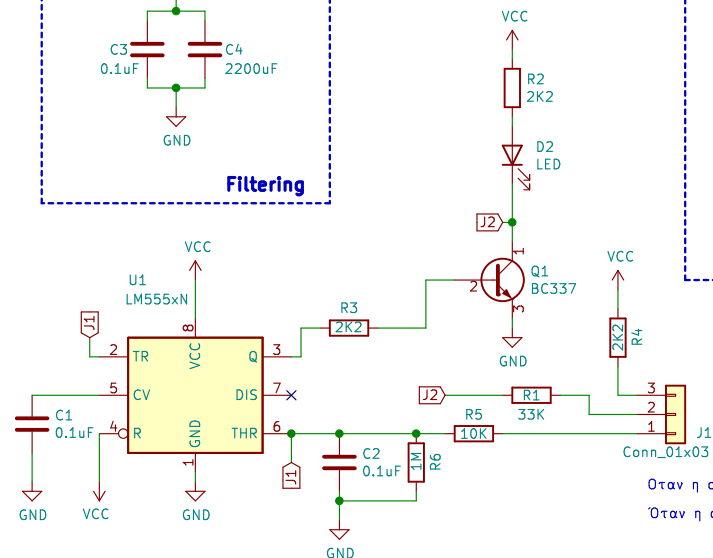 VCC
C3
0.1uF
C4
2200uF
GND
Filtering
R2
2K2
D2
LED
J2
1
Q1
BC337
2
3
GND
VCC
U1
LM555xN
J1
8
VCC
2
TR
Q
3
5
CV
DIS
7
4
R
GND
THR
6
1
R3
2K2
VCC
2K2
R4
J2
R1
33K
3
2
1
J1
Conn_01x03
C1
0.1uF
R5
10K
C2
0.1uF
1M
R6
J1
GND
VCC
GND
GND
Οταν η
Όταν η